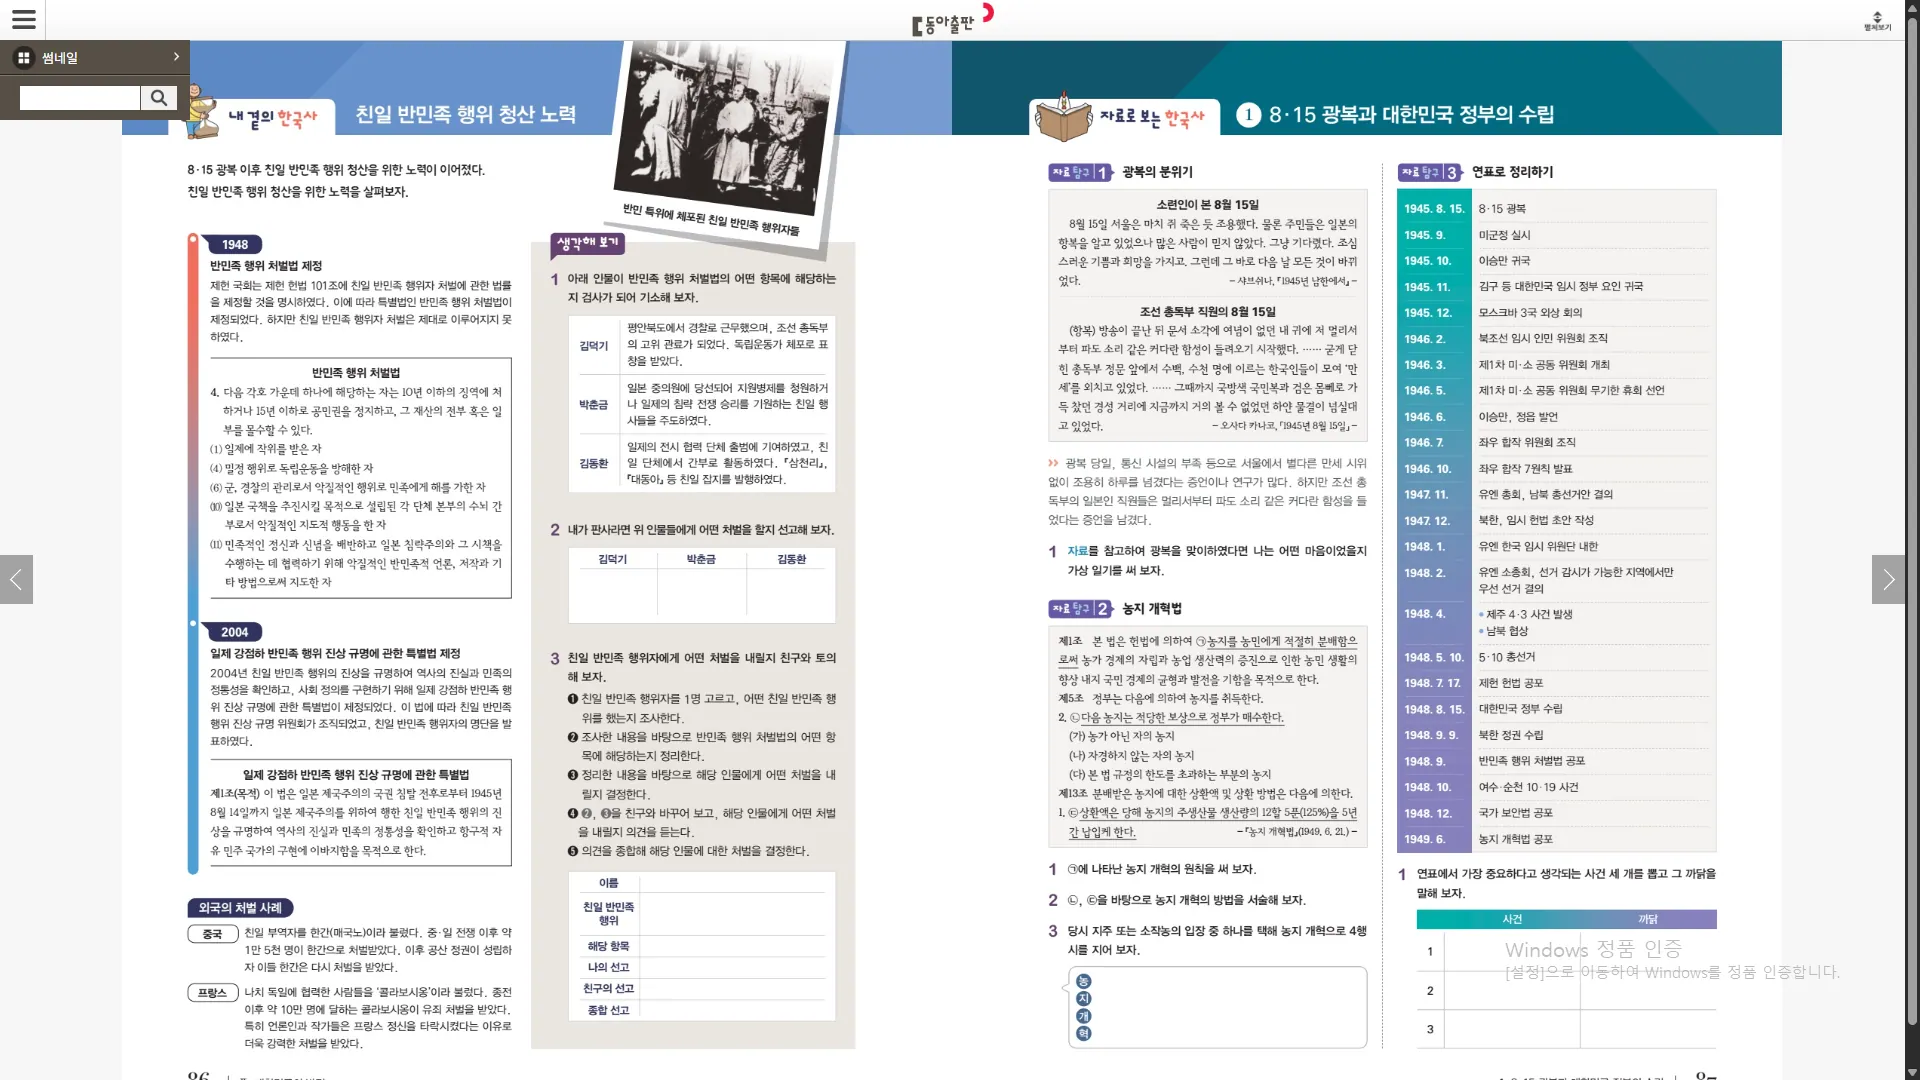 동아출판
펼쳐보기
썸네일
내 곁의 한국사
친일 반민족 행위 청산 노력
8·15 광복 이후 친일 반민족 행위 청산을 위한 노력이 이어졌다.
친일 반민족 행위 청산을 위한 노력을 살펴보자.
반민 특위에 체포된 친일 반민족 행위자들
1948
반민족 행위 처벌법 제정
제헌 국회는 제헌 헌법 101조에 친일 반민족 행위자 처벌에 관한 법률
을 제정할 것을 명시하였다. 이에 따라 특별법인 반민족 행위 처벌법이
제정되었다. 하지만 친일 반민족 행위자 처벌은 제대로 이루어지지 못
하였다.
반민족 행위 처벌법
4. 다음 각호 가운데 하나에 해당하는 자는 10년 이하의 징역에 처
하거나 15년 이하로 공민권을 정지하고, 그 재산의 전부 혹은 일
부를 몰수할 수 있다.
(1) 일제에 작위를 받은 자
(4) 밀정 행위로 독립운동을 방해한 자
(6) 군, 경찰의 관리로서 악질적인 행위로 민족에게 해를 가한 자
(10) 일본 국책을 추진시킬 목적으로 설립된 각 단체 본부의 수뇌 간
부로서 악질적인 지도적 행동을 한 자
(11) 민족적인 정신과 신념을 배반하고 일본 침략주의와 그 시책을
수행하는 데 협력하기 위해 악질적인 반민족적 언론, 저작과 기
타 방법으로써 지도한 자
2004
일제 강점하 반민족 행위 진상 규명에 관한 특별법 제정
2004년 친일 반민족 행위의 진상을 규명하여 역사의 진실과 민족의
정통성을 확인하고, 사회 정의를 구현하기 위해 일제 강점하 반민족 행
위 진상 규명에 관한 특별법이 제정되었다. 이 법에 따라 친일 반민족
행위 진상 규명 위원회가 조직되었고, 친일 반민족 행위자의 명단을 발
표하였다.
일제 강점하 반민족 행위 진상 규명에 관한 특별법
제1조(목적) 이 법은 일본 제국주의의 국권 침탈 전후로부터 1945년
8월 14일까지 일본 제국주의를 위하여 행한 친일 반민족 행위의 진
상을 규명하여 역사의 진실과 민족의 정통성을 확인하고 항구적 자
유 민주 국가의 구현에 이바지함을 목적으로 한다.
외국의 처벌 사례
중국 친일 부역자를 한간(매국노)이라 불렀다. 중·일 전쟁 이후 약
1만 5천 명이 한간으로 처벌받았다. 이후 공산 정권이 성립하
자 이들 한간은 다시 처벌을 받았다.
프랑스 나치 독일에 협력한 사람들을 '콜라보시옹'이라 불렀다. 종전
이후 약 10만 명에 달하는 콜라보시옹이 유죄 처벌을 받았다.
특히 언론인과 작가들은 프랑스 정신을 타락시켰다는 이유로
더욱 강력한 처벌을 받았다.
생각해 보기
1 아래 인물이 반민족 행위 처벌법의 어떤 항목에 해당하는
지 검사가 되어 기소해 보자.
김덕기
평안북도에서 경찰로 근무했으며, 조선 총독부
의 고위 관료가 되었다. 독립운동가 체포로 표
창을 받았다.
박춘금
일본 중의원에 당선되어 지원병제를 청원하거
나 일제의 침략 전쟁 승리를 기원하는 친일 행
사들을 주도하였다.
김동환
일제의 전시 협력 단체 출범에 기여하였고, 친
일 단체에서 간부로 활동하였다. 『삼천리』,
『대동아』 등 친일 잡지를 발행하였다.
2 내가 판사라면 위 인물들에게 어떤 처벌을 할지 선고해 보자.
김덕기 박춘금 김동환
3 친일 반민족 행위자에게 어떤 처벌을 내릴지 친구와 토의
해 보자.
❶ 친일 반민족 행위자를 1명 고르고, 어떤 친일 반민족 행
위를 했는지 조사한다.
❷ 조사한 내용을 바탕으로 반민족 행위 처벌법의 어떤 항
목에 해당하는지 정리한다.
❸ 정리한 내용을 바탕으로 해당 인물에게 어떤 처벌을 내
릴지 결정한다.
❹ ❷, ❸을 친구와 바꾸어 보고, 해당 인물에게 어떤 처벌
을 내릴지 의견을 듣는다.
❺ 의견을 종합해 해당 인물에 대한 처벌을 결정한다.
이름
친일 반민족
행위
해당 항목
나의 선고
친구의 선고
종합 선고
자료로 보는 한국사
1 8·15 광복과 대한민국 정부의 수립
자료 탐구 1 광복의 분위기
소련인이 본 8월 15일
8월 15일 서울은 마치 쥐 죽은 듯 조용했다. 물론 주민들은 일본의
항복을 알고 있었으나 많은 사람이 믿지 않았다. 그냥 기다렸다. 조심
스러운 기쁨과 희망을 가지고. 그런데 그 바로 다음 날 모든 것이 바뀌
었다. – 샤브쉬나, 『1945년 남한에서』 –
조선 총독부 직원의 8월 15일
(항복) 방송이 끝난 뒤 문서 소각에 여념이 없던 내 귀에 저 멀리서
부터 파도 소리 같은 커다란 함성이 들려오기 시작했다. …… 굳게 닫
힌 총독부 정문 앞에서 수백, 수천 명에 이르는 한국인들이 모여 '만
세'를 외치고 있었다. …… 그때까지 국방색 국민복과 검은 몸뻬로 가
득 찼던 경성 거리에 지금까지 거의 볼 수 없었던 하얀 물결이 넘실대
고 있었다. – 오사다 카나코, 「1945년 8월 15일」 –
›› 광복 당일, 통신 시설의 부족 등으로 서울에서 별다른 만세 시위
없이 조용히 하루를 넘겼다는 증언이나 연구가 많다. 하지만 조선 총
독부의 일본인 직원들은 멀리서부터 파도 소리 같은 커다란 함성을 들
었다는 증언을 남겼다.
1 자료를 참고하여 광복을 맞이하였다면 나는 어떤 마음이었을지
가상 일기를 써 보자.
자료 탐구 2 농지 개혁법
제1조 본 법은 헌법에 의하여 ㉠농지를 농민에게 적절히 분배함으
로써 농가 경제의 자립과 농업 생산력의 증진으로 인한 농민 생활의
향상 내지 국민 경제의 균형과 발전을 기함을 목적으로 한다.
제5조 정부는 다음에 의하여 농지를 취득한다.
2. ㉡다음 농지는 적당한 보상으로 정부가 매수한다.
(가) 농가 아닌 자의 농지
(나) 자경하지 않는 자의 농지
(다) 본 법 규정의 한도를 초과하는 부분의 농지
제13조 분배받은 농지에 대한 상환액 및 상환 방법은 다음에 의한다.
1. ㉢상환액은 당해 농지의 주생산물 생산량의 12할 5푼(125%)을 5년
간 납입케 한다. – 『농지 개혁법』(1949. 6. 21.) –
1 ㉠에 나타난 농지 개혁의 원칙을 써 보자.
2 ㉡, ㉢을 바탕으로 농지 개혁의 방법을 서술해 보자.
3 당시 지주 또는 소작농의 입장 중 하나를 택해 농지 개혁으로 4행
시를 지어 보자.
농
지
개
혁
자료 탐구 3 연표로 정리하기
1945. 8. 15. 8·15 광복
1945. 9. 미군정 실시
1945. 10. 이승만 귀국
1945. 11. 김구 등 대한민국 임시 정부 요인 귀국
1945. 12. 모스크바 3국 외상 회의
1946. 2. 북조선 임시 인민 위원회 조직
1946. 3. 제1차 미·소 공동 위원회 개최
1946. 5. 제1차 미·소 공동 위원회 무기한 휴회 선언
1946. 6. 이승만, 정읍 발언
1946. 7. 좌우 합작 위원회 조직
1946. 10. 좌우 합작 7원칙 발표
1947. 11. 유엔 총회, 남북 총선거안 결의
1947. 12. 북한, 임시 헌법 초안 작성
1948. 1. 유엔 한국 임시 위원단 내한
1948. 2. 유엔 소총회, 선거 감시가 가능한 지역에서만
우선 선거 결의
1948. 4. • 제주 4·3 사건 발생
• 남북 협상
1948. 5. 10. 5·10 총선거
1948. 7. 17. 제헌 헌법 공포
1948. 8. 15. 대한민국 정부 수립
1948. 9. 9. 북한 정권 수립
1948. 9. 반민족 행위 처벌법 공포
1948. 10. 여수·순천 10·19 사건
1948. 12. 국가 보안법 공포
1949. 6. 농지 개혁법 공포
1 연표에서 가장 중요하다고 생각되는 사건 세 개를 뽑고 그 까닭을
말해 보자.
사건 까닭
1
2
3
Windows 정품 인증
[설정]으로 이동하여 Windows를 정품 인증합니다.